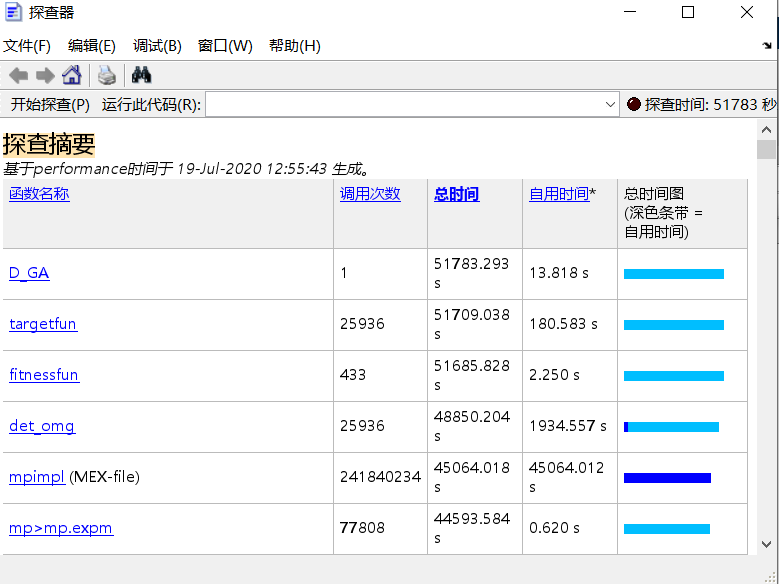 探查器
文件(F) 编辑(E) 调试(B) 窗口(W) 帮助(H)
开始探查(P) 运行此代码(R): 探查时间: 51783 秒
探查摘要
基于performance时间于 19-Jul-2020 12:55:43 生成。
函数名称 调用次数 总时间 自用时间* 总时间图
(深色条带 =
自用时间)
D_GA 1 51783.293 s 13.818 s
targetfun 25936 51709.038 s 180.583 s
fitnessfun 433 51685.828 s 2.250 s
det_omg 25936 48850.204 s 1934.557 s
mpimpl (MEX-file) 241840234 45064.018 s 45064.012 s
mp>mp.expm 77808 44593.584 s 0.620 s